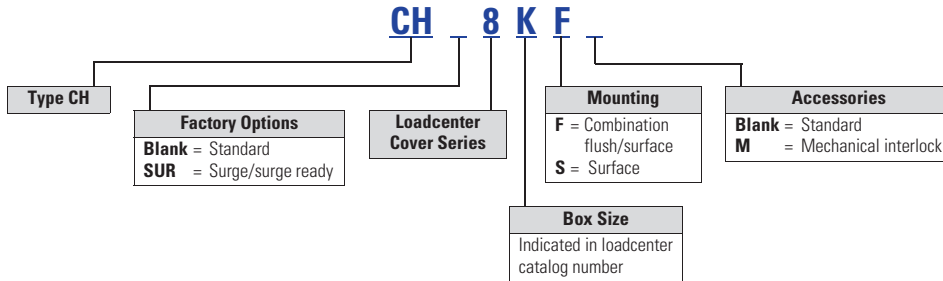 CH _ 8 K F _
Type CH
Factory Options
Blank = Standard
SUR = Surge/surge ready
Loadcenter
Cover Series
Mounting
F = Combination
flush/surface
S = Surface
Accessories
Blank = Standard
M = Mechanical interlock
Box Size
Indicated in loadcenter
catalog number